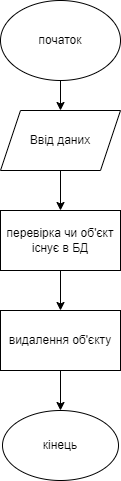 початок
Ввід даних
перевірка чи об'єкт
існує в БД
видалення об'єкту
кінець